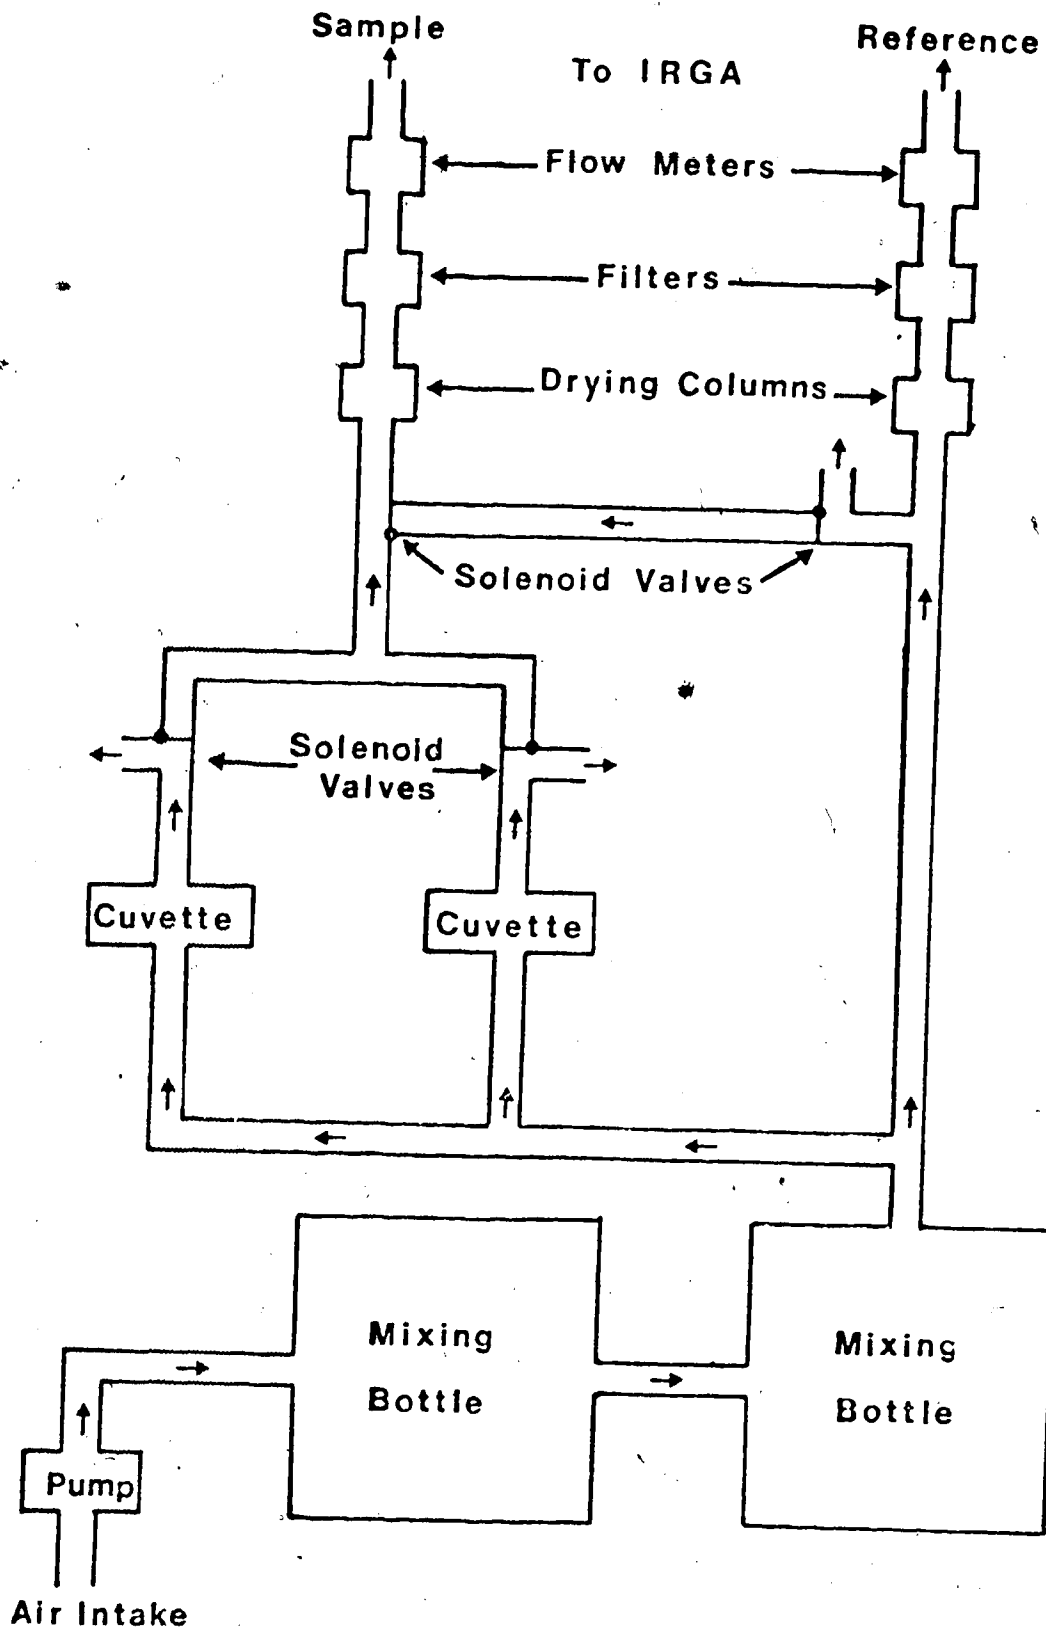 Sample
Reference
To IRGA
Flow Meters
Filters
Drying Columns
Solenoid Valves
Solenoid
Valves
Cuvette
Cuvette
Mixing
Bottle
Mixing
Bottle
Pump
Air Intake